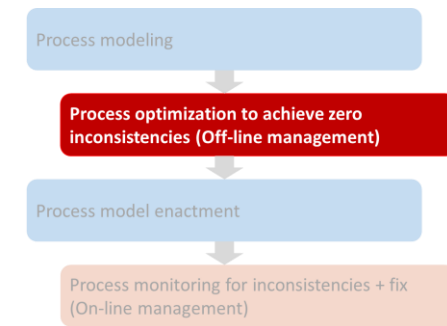 Process modeling
Process optimization to achieve zero
inconsistencies (Off-line management)
Process model enactment
Process monitoring for inconsistencies + fix
(On-line management)